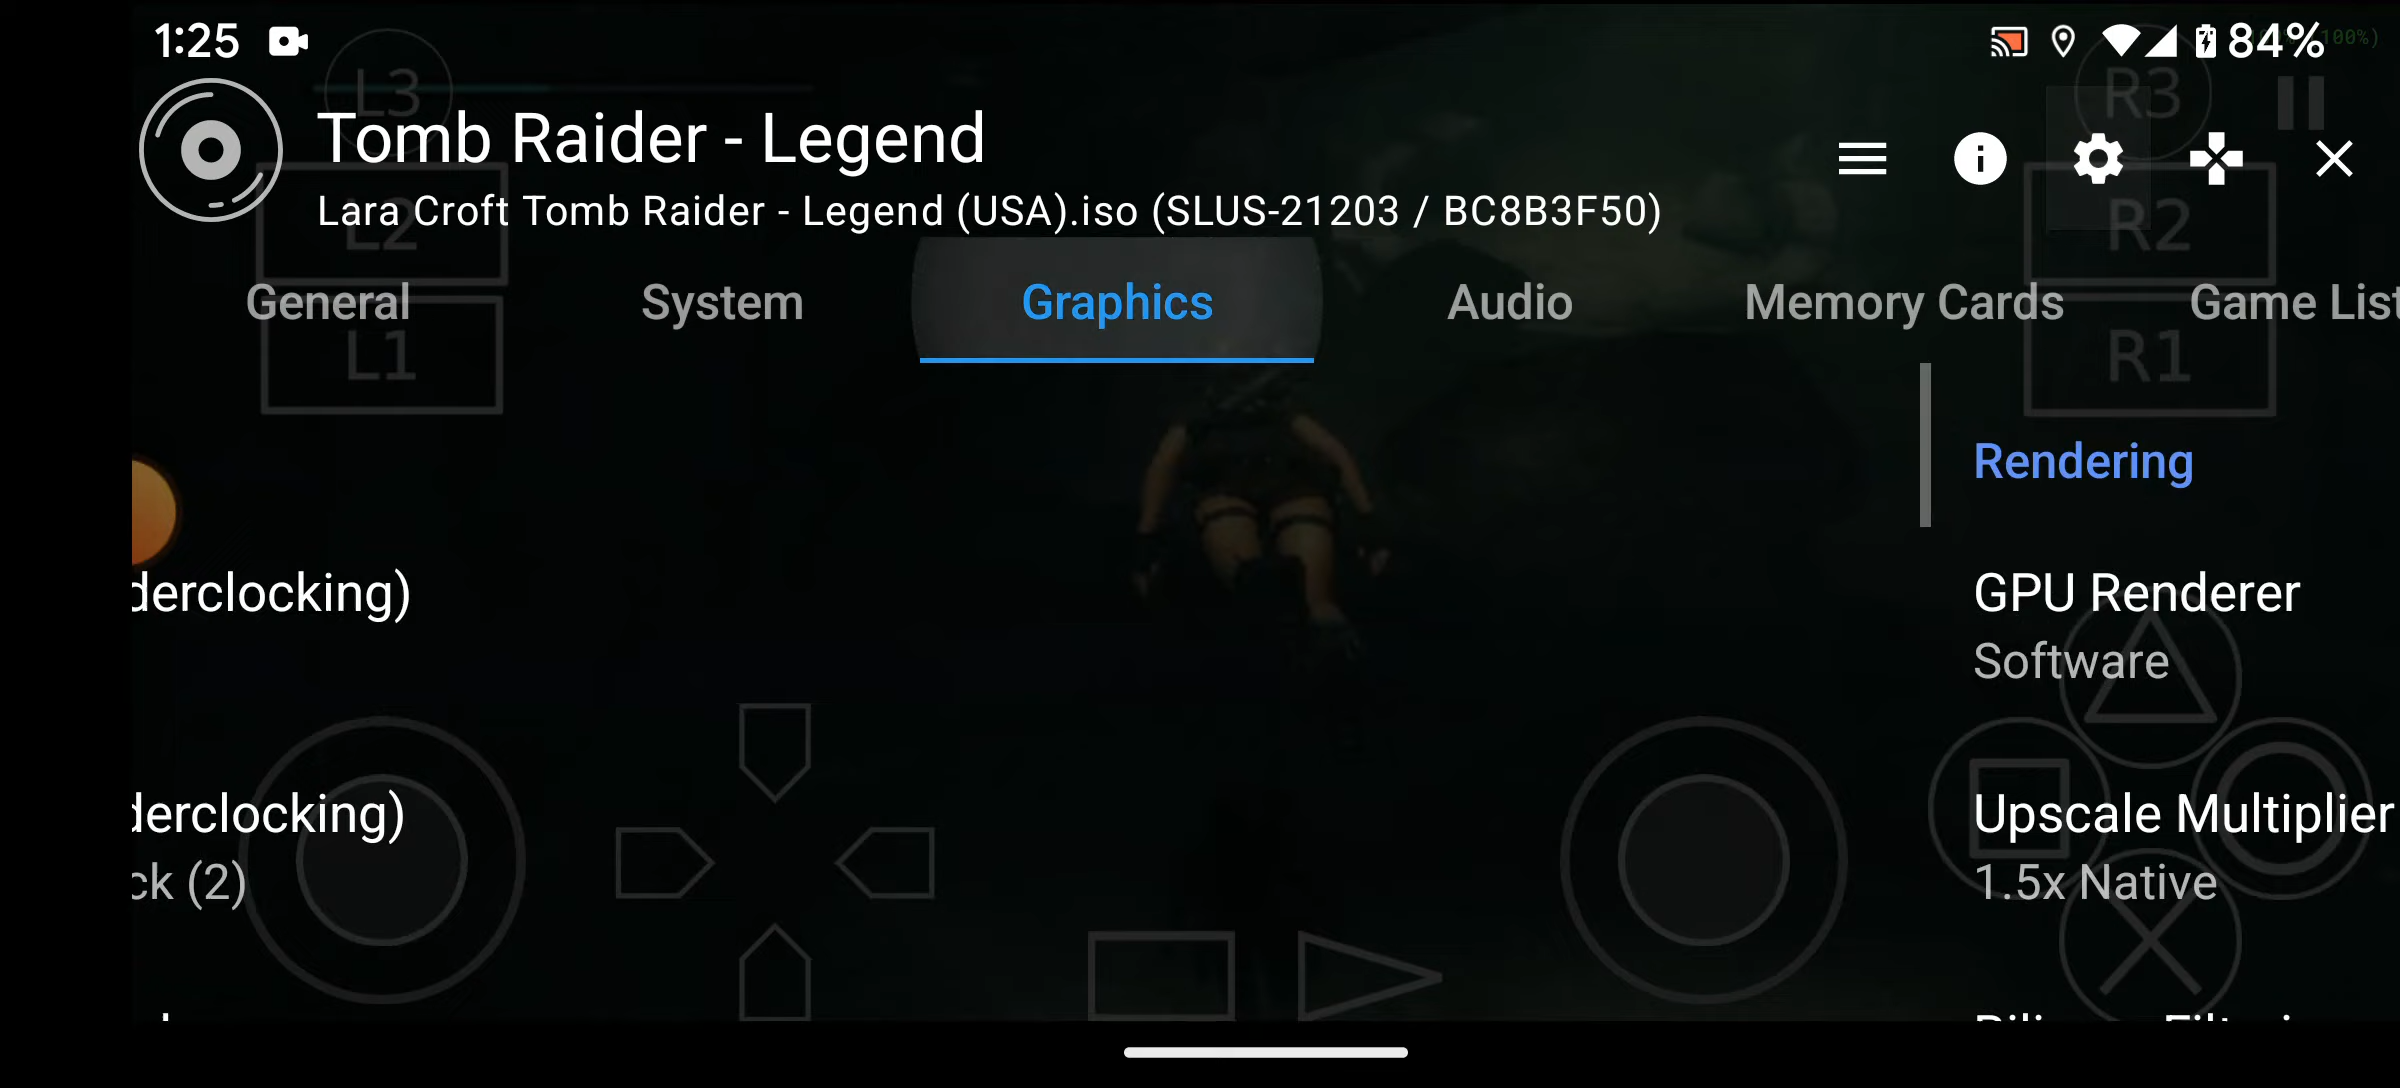 1:25
84%
100%)
L3
R3
Tomb Raider - Legend
Lara Croft Tomb Raider - Legend (USA).iso (SLUS-21203 / BC8B3F50)
L2
R2
General
System
Graphics
Audio
Memory Cards
Game List
L1
R1
Rendering
derclocking)
GPU Renderer
Software
derclocking)
Upscale Multiplier
ck (2)
1.5x Native